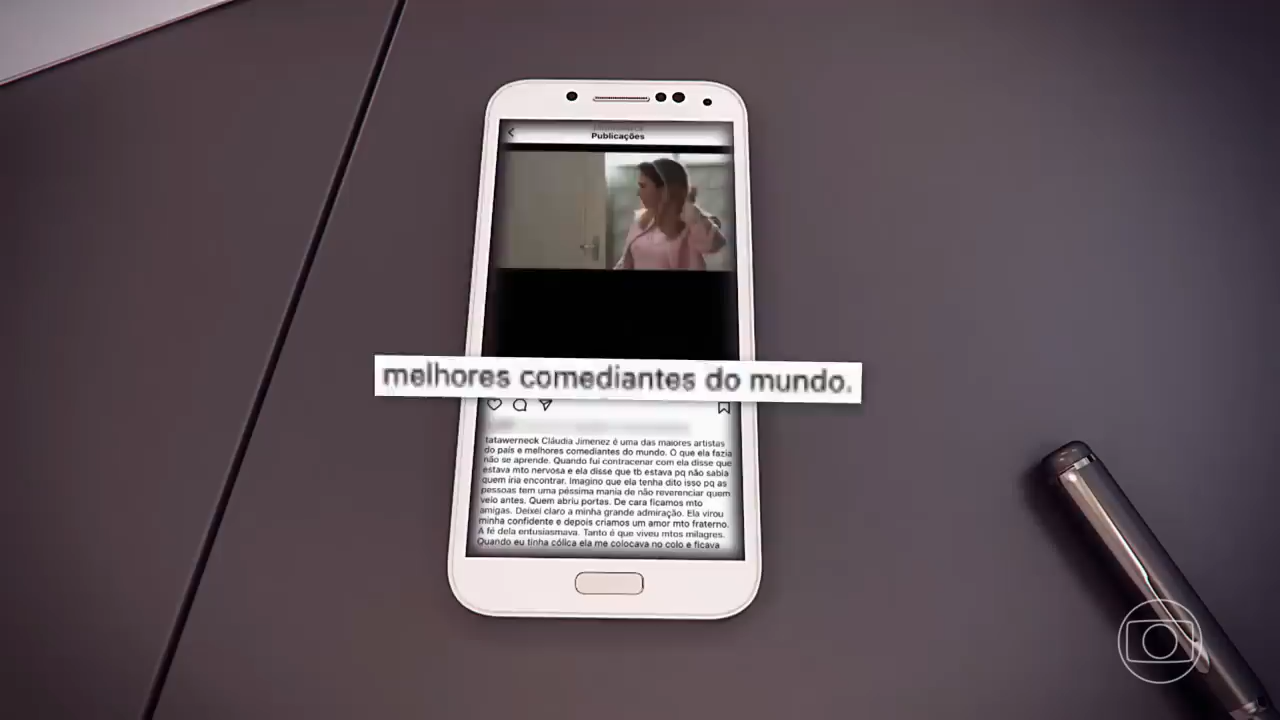 Publicações
melhores comediantes do mundo.
tatawerneck Cláudia Jimenez é uma das maiores artistas
do país e melhores comediantes do mundo. O que ela fazia
não se aprende. Quando fui contracenar com ela disse que
estava mto nervosa e ela disse que tb estava pq não sabia
quem iria encontrar. Imagino que ela tenha dito isso pq as
pessoas tem uma péssima mania de não reverenciar quem
veio antes. Quem abriu portas. De cara ficamos mto
amigas. Deixei claro a minha grande admiração. Ela virou
minha confidente e depois criamos um amor mto fraterno.
A fé dela entusiasmava. Tanto é que viveu mtos milagres.
Quando eu tinha cólica ela me colocava no colo e ficava